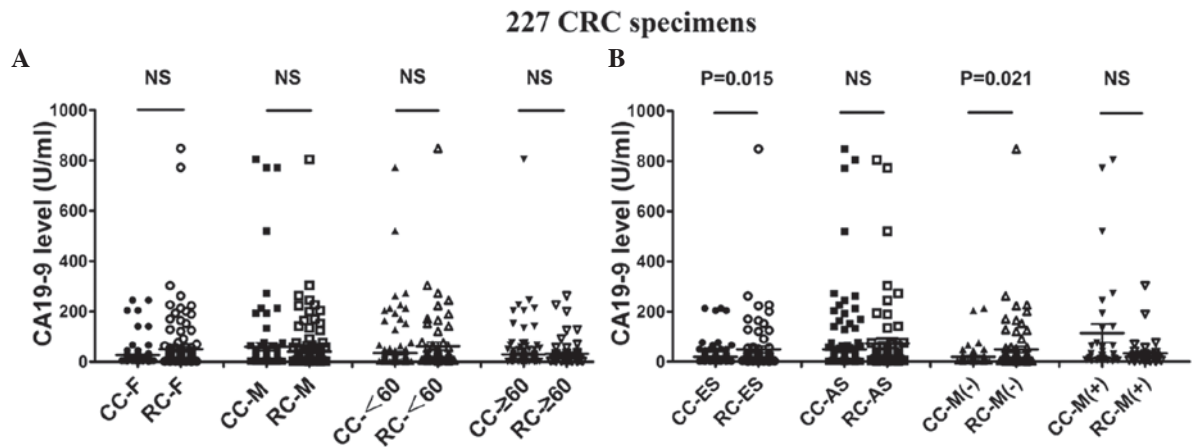 227 CRC specimens
A
NS NS NS NS
CA19-9 level (U/ml)
1000
800
600
400
200
0
CC-F RC-F CC-M RC-M CC-<60 RC-<60 CC-≥60 RC-≥60
B
P=0.015 NS P=0.021 NS
CA19-9 level (U/ml)
1000
800
600
400
200
0
CC-ES RC-ES CC-AS RC-AS CC-M(-) RC-M(-) CC-M(+) RC-M(+)